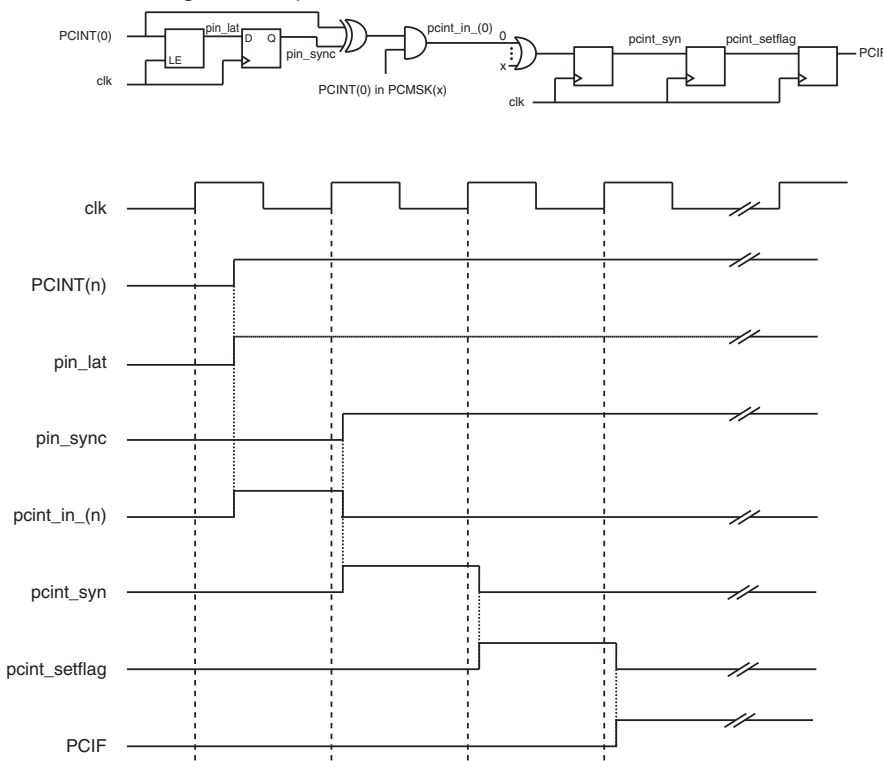 PCINT(0)
pin_lat
D Q
LE
pin_sync
clk
PCINT(0) in PCMSK(x)
pcint_in_(0)
0
x
pcint_syn
pcint_setflag
PCIF
clk
clk
PCINT(n)
pin_lat
pin_sync
pcint_in_(n)
pcint_syn
pcint_setflag
PCIF